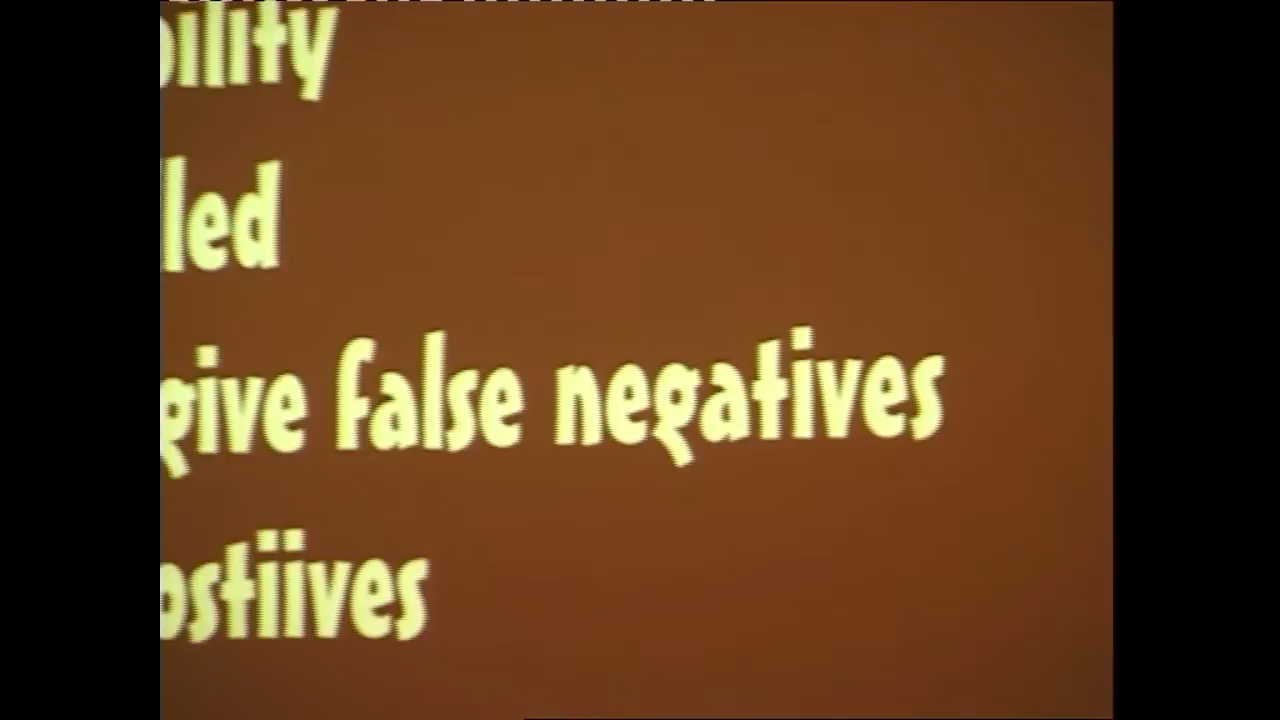 bility
led
give false negatives
ostiives